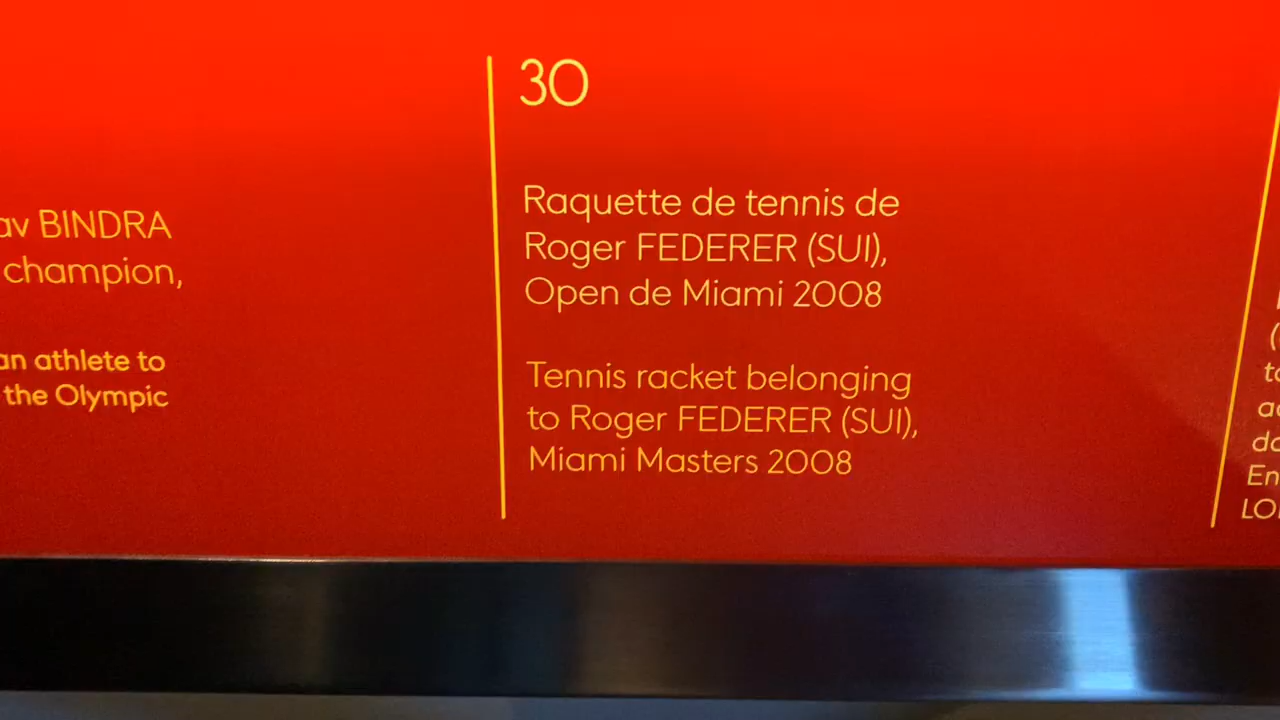 BINDRA
champion,
an athlete to
the Olympic
30
Raquette de tennis de
Roger FEDERER (SUI),
Open de Miami 2008
Tennis racket belonging
to Roger FEDERER (SUI),
Miami Masters 2008
En